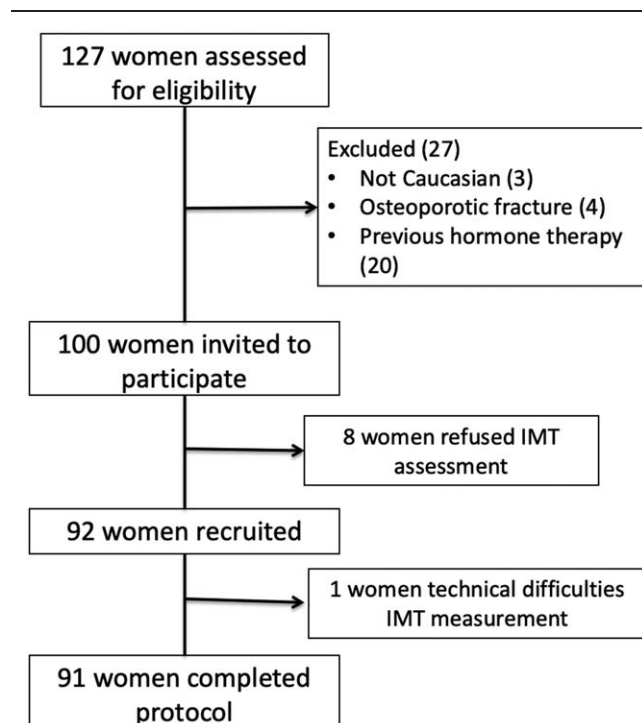 127 women assessed
for eligibility
Excluded (27)
• Not Caucasian (3)
• Osteoporotic fracture (4)
• Previous hormone therapy
(20)
100 women invited to
participate
8 women refused IMT
assessment
92 women recruited
1 women technical difficulties
IMT measurement
91 women completed
protocol